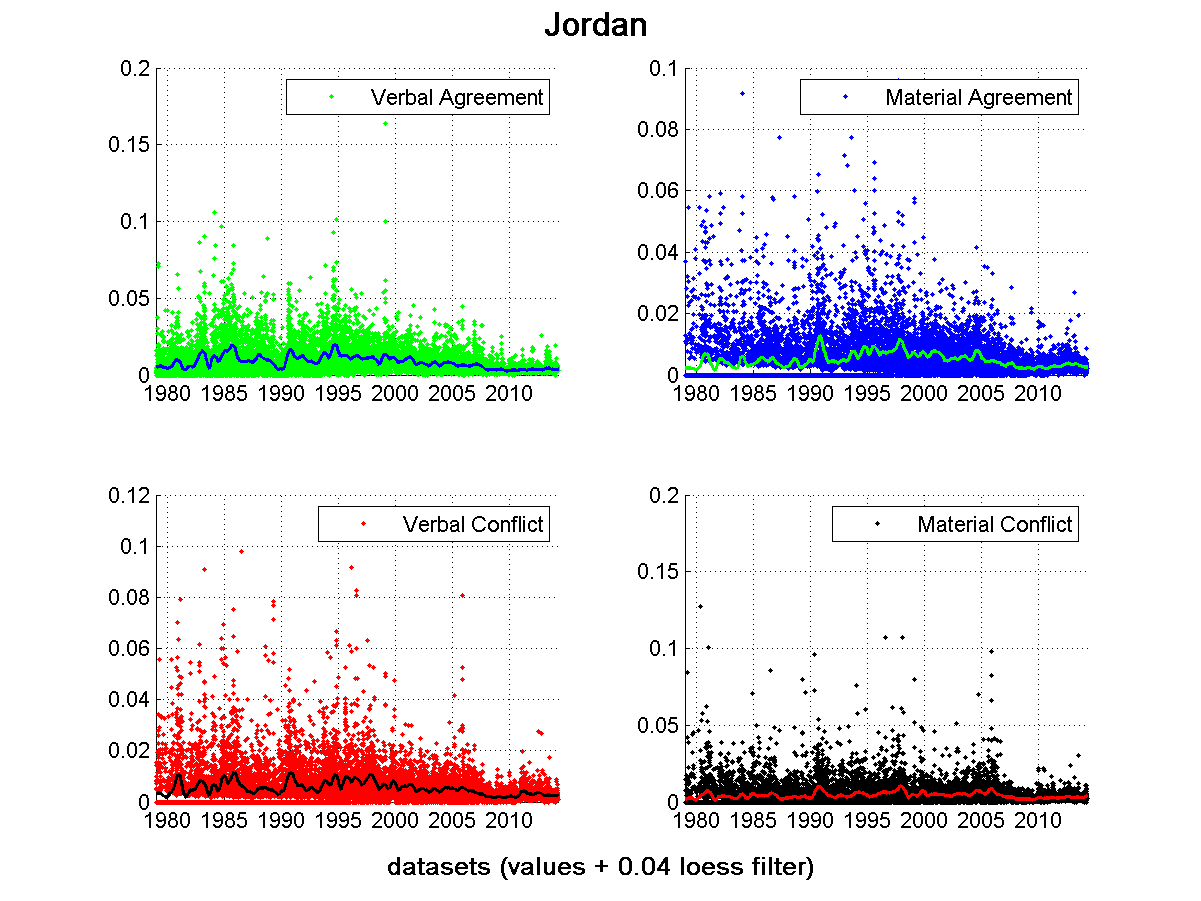 Jordan
0.2
0.15
0.1
0.05
0
Verbal Agreement
1980 1985 1990 1995 2000 2005 2010
0.1
0.08
0.06
0.04
0.02
0
Material Agreement
1980 1985 1990 1995 2000 2005 2010
0.12
0.1
0.08
0.06
0.04
0.02
0
Verbal Conflict
1980 1985 1990 1995 2000 2005 2010
0.2
0.15
0.1
0.05
0
Material Conflict
1980 1985 1990 1995 2000 2005 2010
datasets (values + 0.04 loess filter)